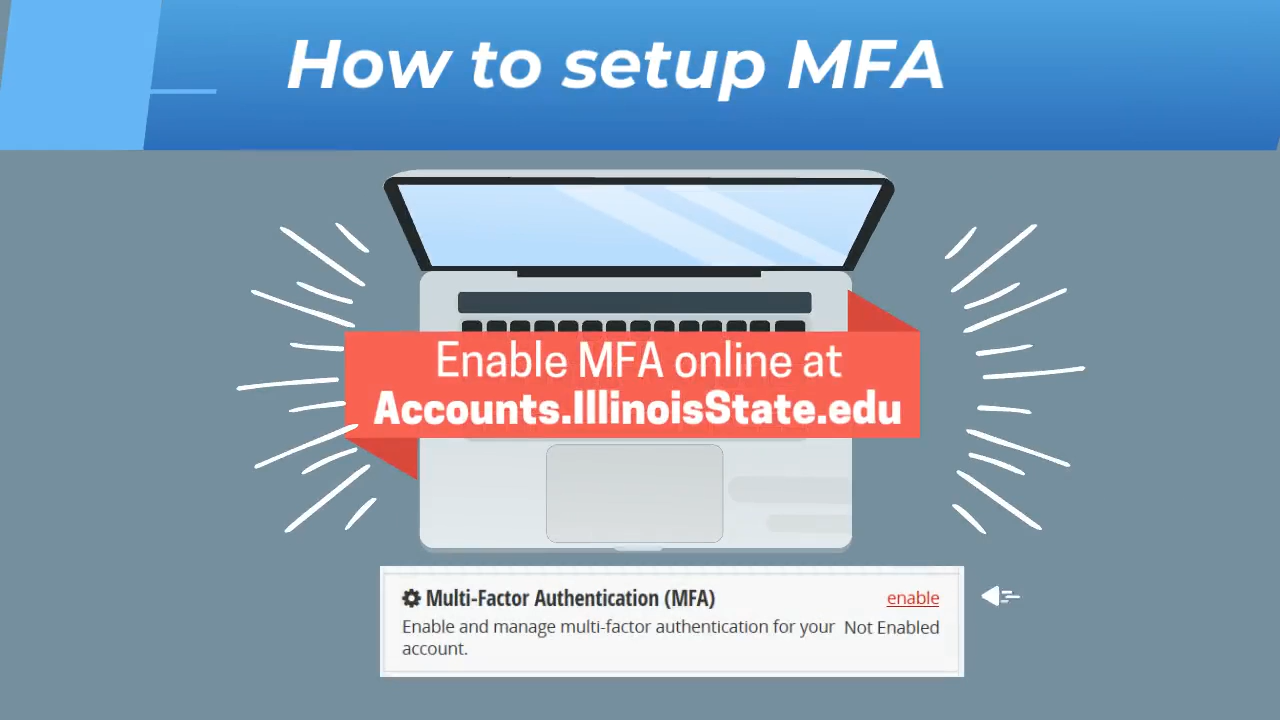 How to setup MFA
Enable MFA online at
Accounts.IllinoisState.edu
Multi-Factor Authentication (MFA) enable
Enable and manage multi-factor authentication for your Not Enabled
account.